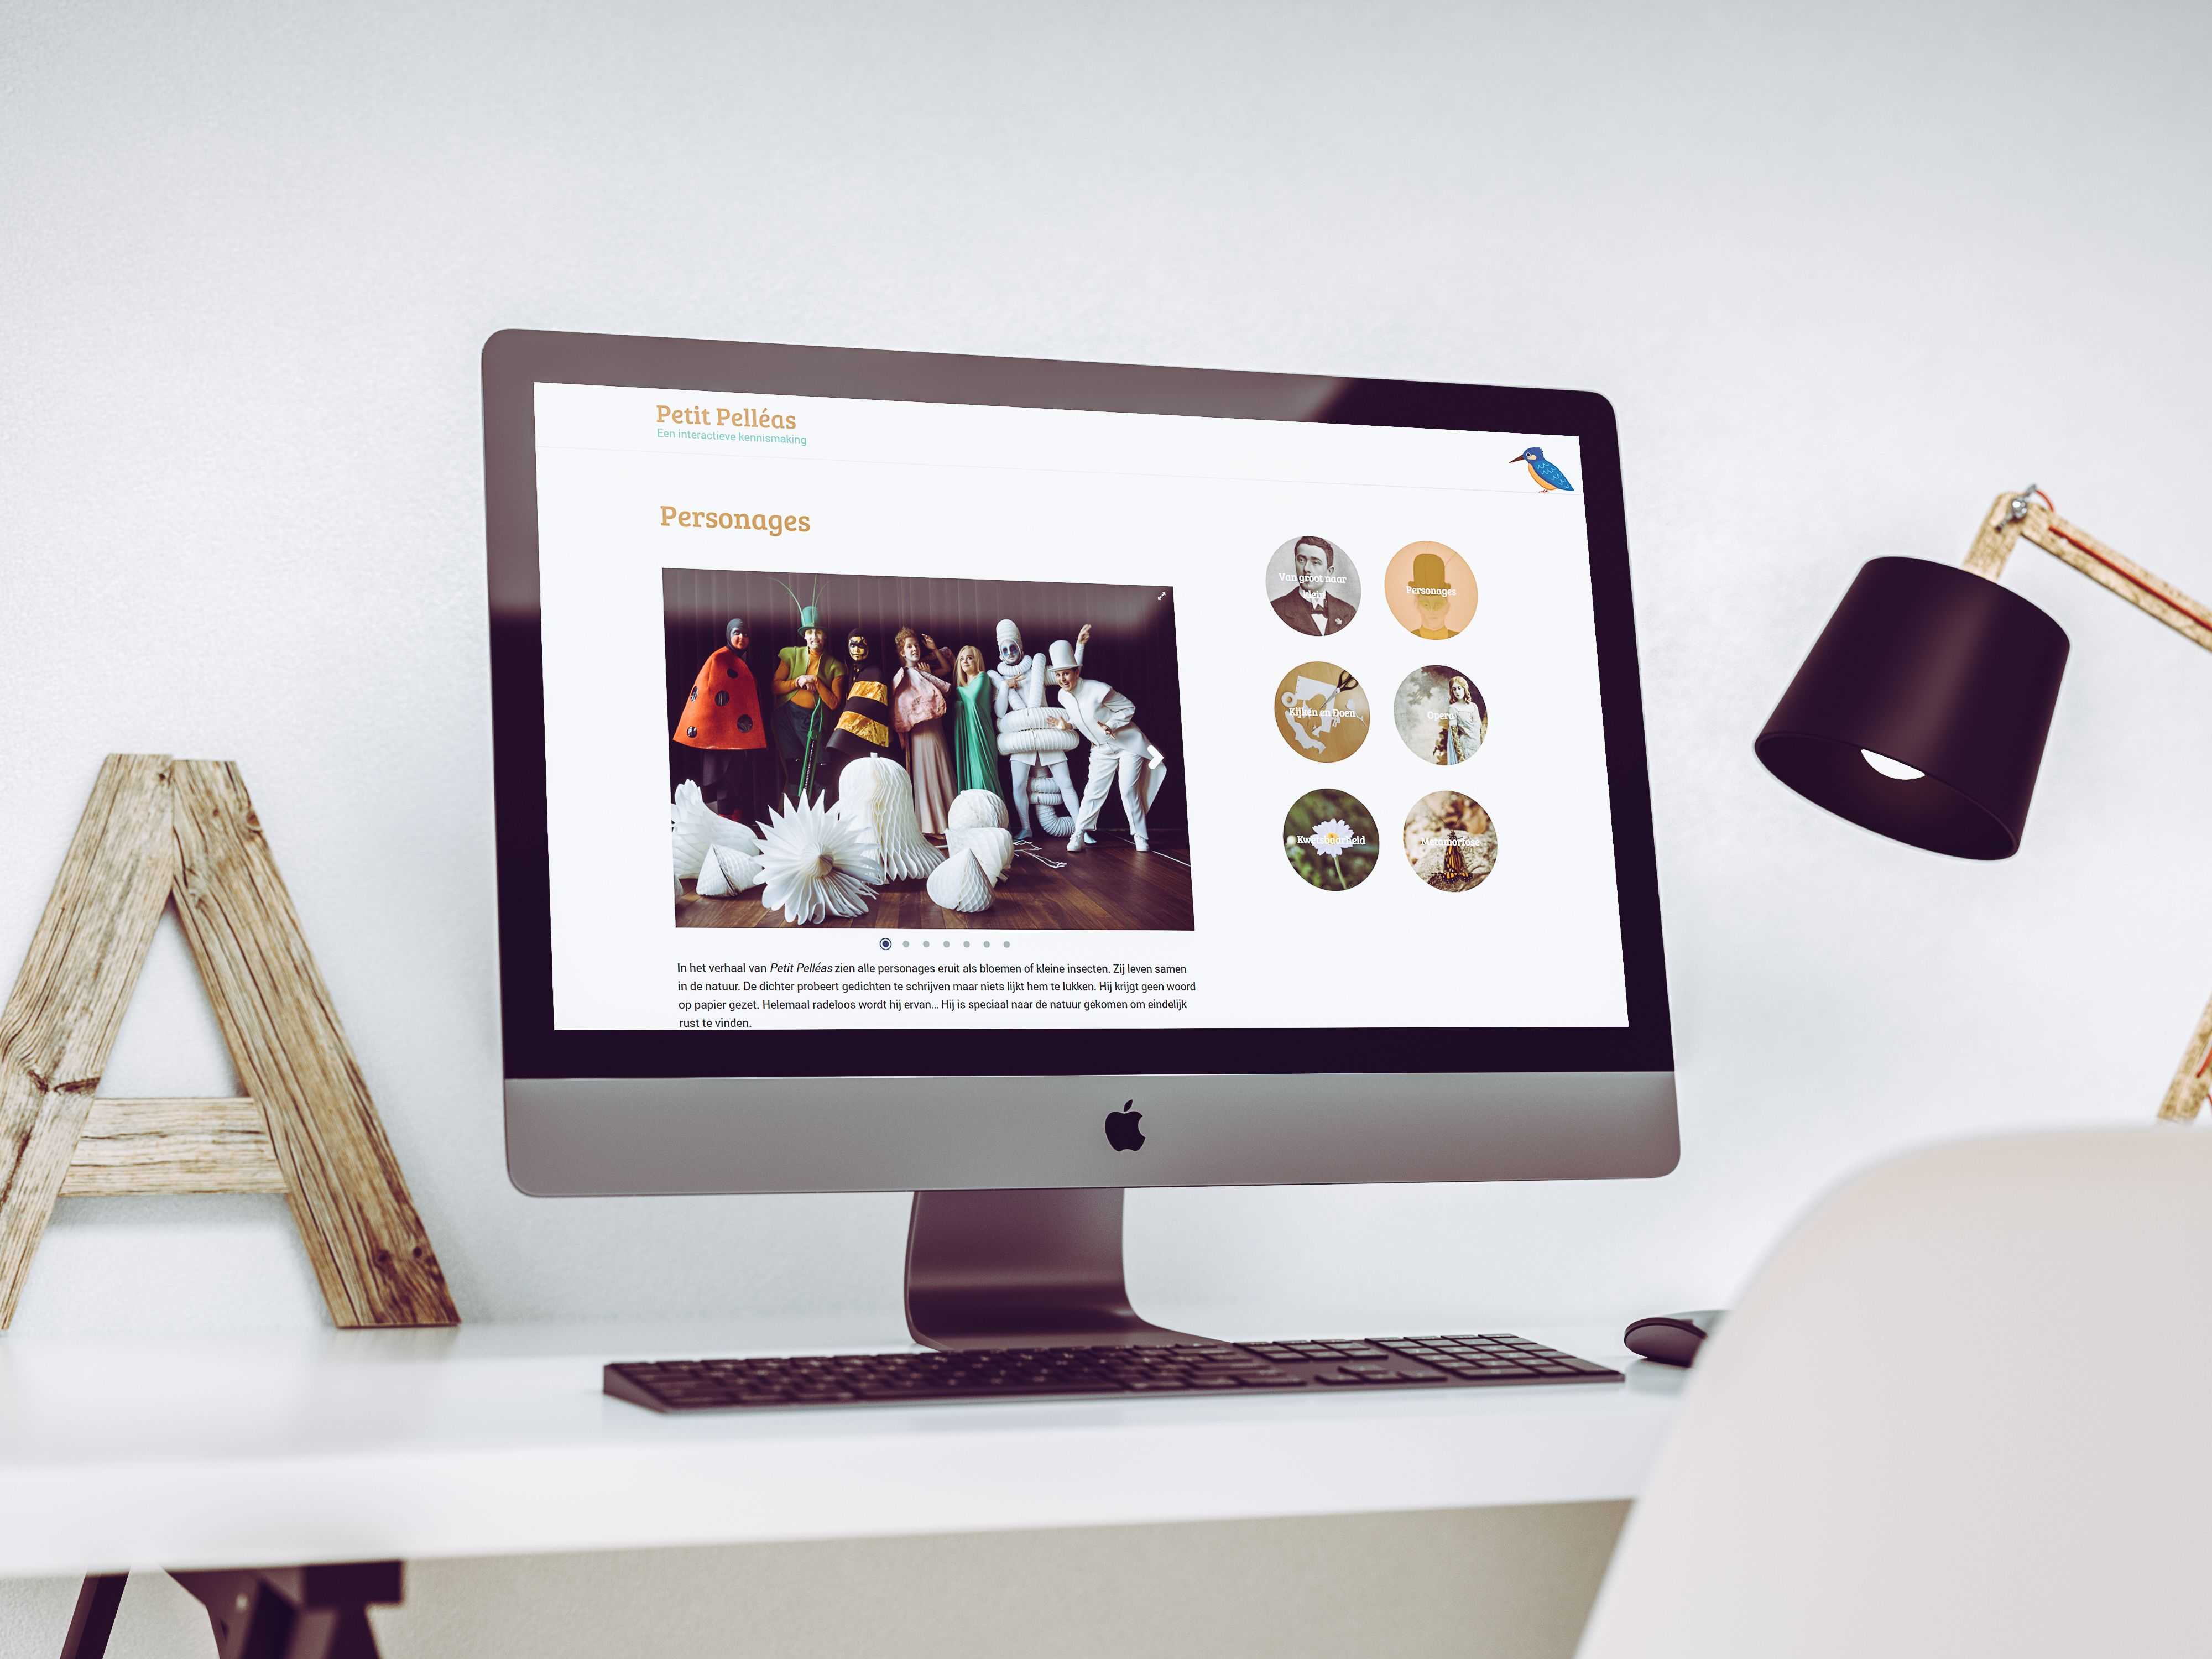 Petit Pelléas
Een interactieve kennismaking
Personages
Van groot naar
klein
Personages
Kijken en Doen
Opera
Kwetsbaarheid
Metamorfose
In het verhaal van Petit Pelléas zien alle personages eruit als bloemen of kleine insecten. Zij leven samen
in de natuur. De dichter probeert gedichten te schrijven maar niets lijkt hem te lukken. Hij krijgt geen woord
op papier gezet. Helemaal radeloos wordt hij ervan... Hij is speciaal naar de natuur gekomen om eindelijk
rust te vinden.
A